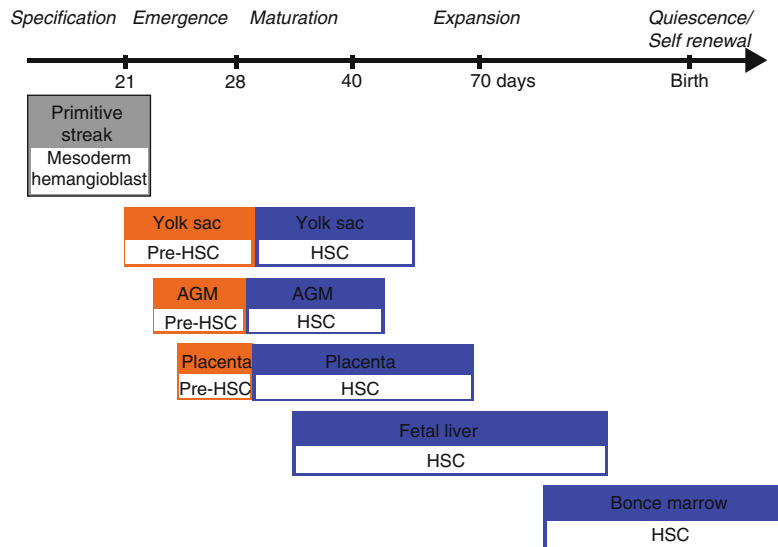 Specification Emergence Maturation Expansion Quiescence/
Self renewal
21 28 40 70 days Birth
Primitive
streak
Mesoderm
hemangioblast
Yolk sac Yolk sac
Pre-HSC HSC
AGM AGM
Pre-HSC HSC
Placenta Placenta
Pre-HSC HSC
Fetal liver
HSC
Bonce marrow
HSC